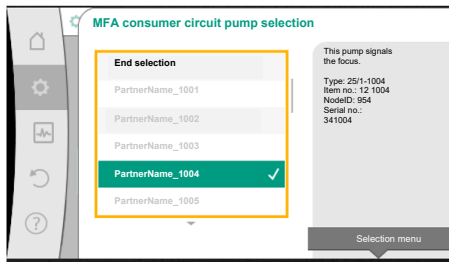 MFA consumer circuit pump selection
End selection
PartnerName_1001
PartnerName_1002
PartnerName_1003
PartnerName_1004
PartnerName_1005
This pump signals
the focus.
Type: 25/1-1004
Item no.: 12 1004
NodeID: 954
Serial no.:
341004
Selection menu